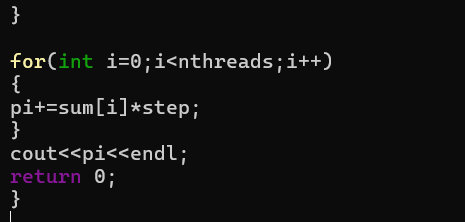 }
for(int i=0;i<nthreads;i++)
{
pi+=sum[i]*step;
}
cout<<pi<<endl;
return 0;
}